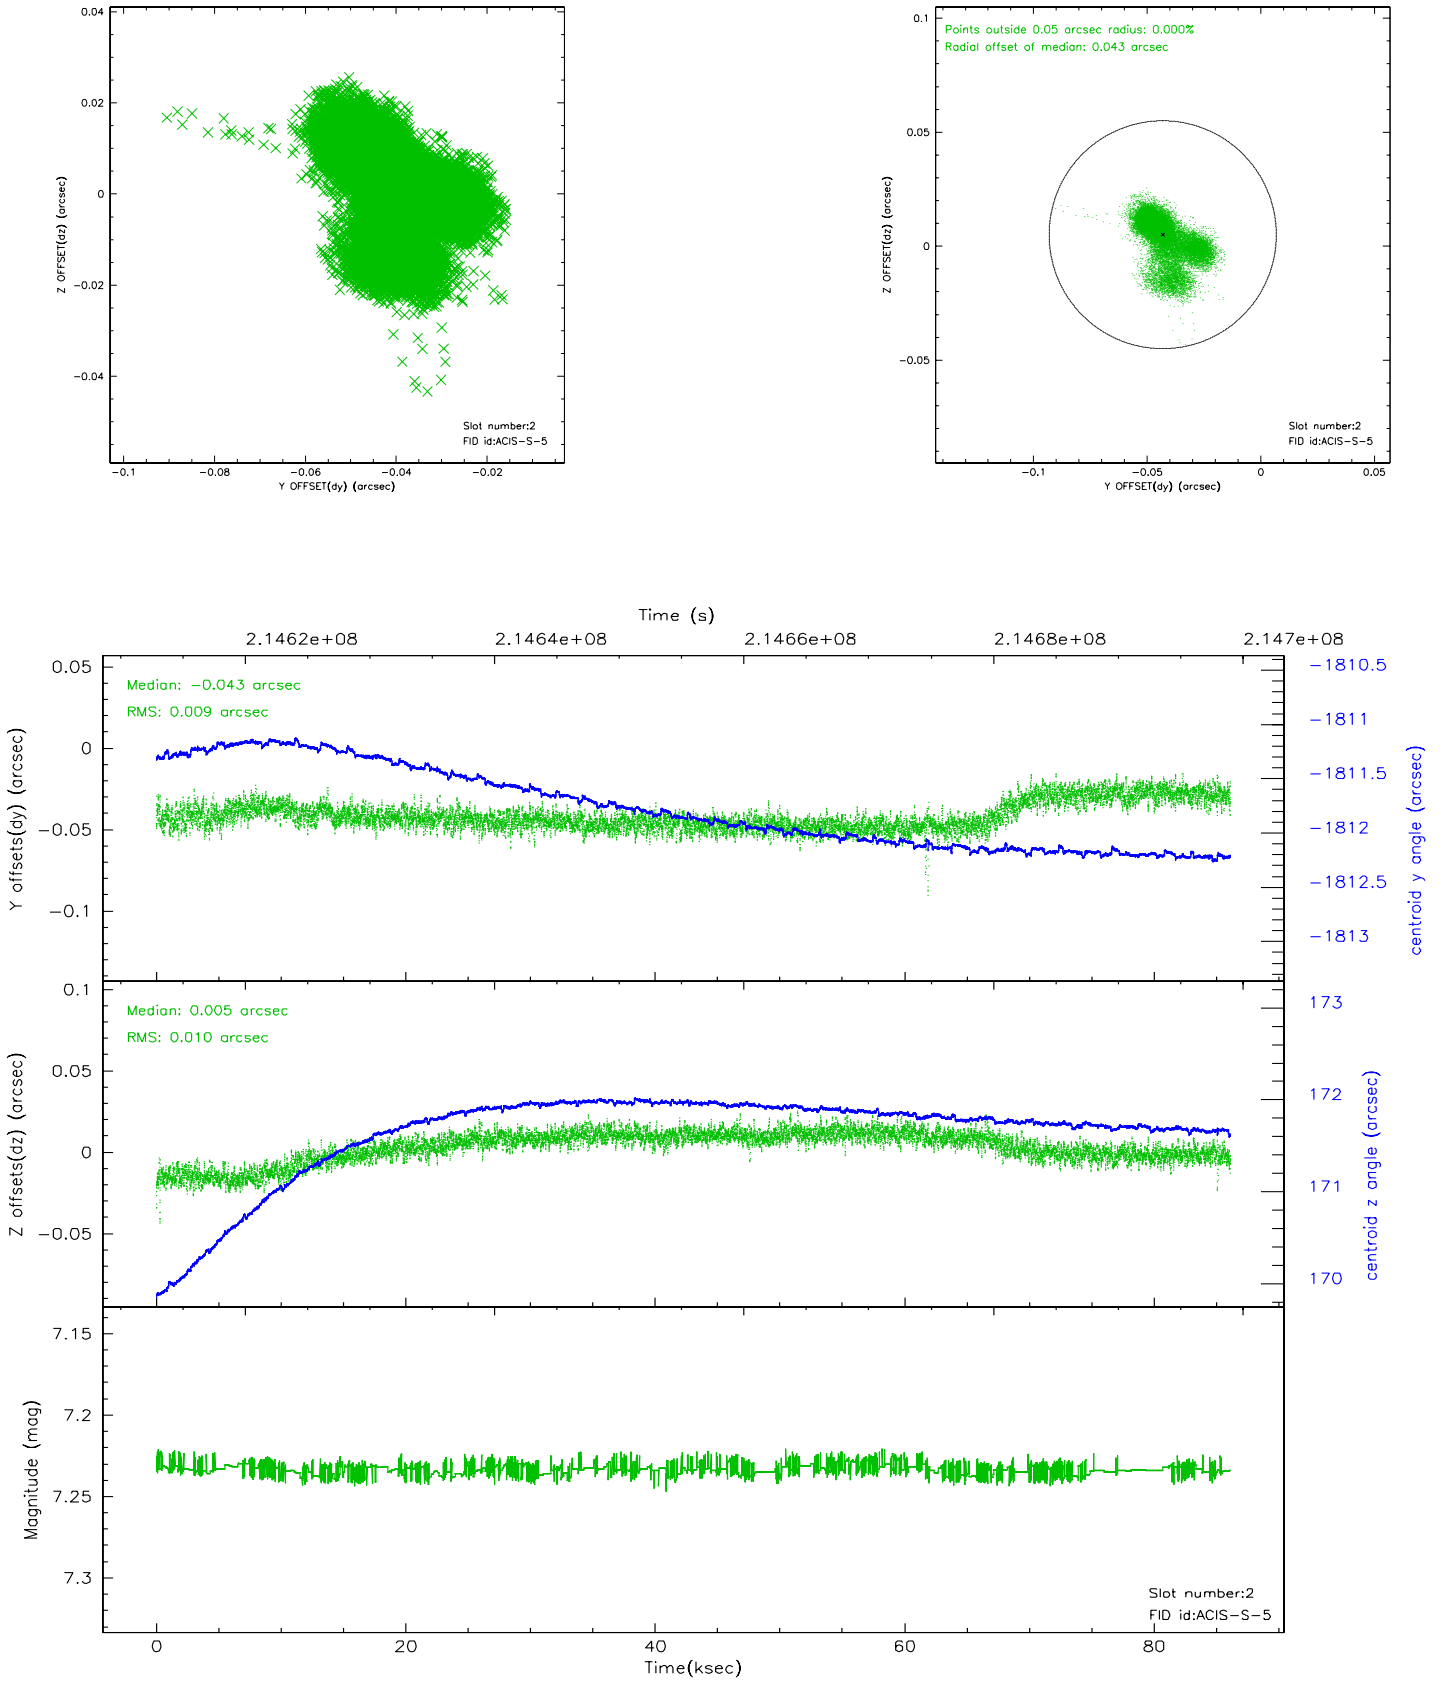 0.04
0.02
0
-0.02
-0.04
Z OFFSET(dz) (arcsec)
Slot number:2
FID id:ACIS-S-5
-0.1
-0.08
-0.06
-0.04
-0.02
Y OFFSET(dy) (arcsec)
Points outside 0.05 arcsec radius: 0.000%
Radial offset of median: 0.043 arcsec
0.1
0.05
0
-0.05
Z OFFSET(dz) (arcsec)
Slot number:2
FID id:ACIS-S-5
-0.1
-0.05
0
0.05
Y OFFSET(dy) (arcsec)
Time (s)
2.1462e+08
2.1464e+08
2.1466e+08
2.1468e+08
2.147e+08
Median: -0.043 arcsec
RMS: 0.009 arcsec
0.05
0
-0.05
-0.1
Y offsets(dy) (arcsec)
-1810.5
-1811
-1811.5
-1812
-1812.5
-1813
centroid y angle (arcsec)
Median: 0.005 arcsec
RMS: 0.010 arcsec
0.1
0.05
0
-0.05
Z offsets(dz) (arcsec)
173
172
171
170
centroid z angle (arcsec)
7.15
7.2
7.25
7.3
Magnitude (mag)
Slot number:2
FID id:ACIS-S-5
0
20
40
60
80
Time(ksec)